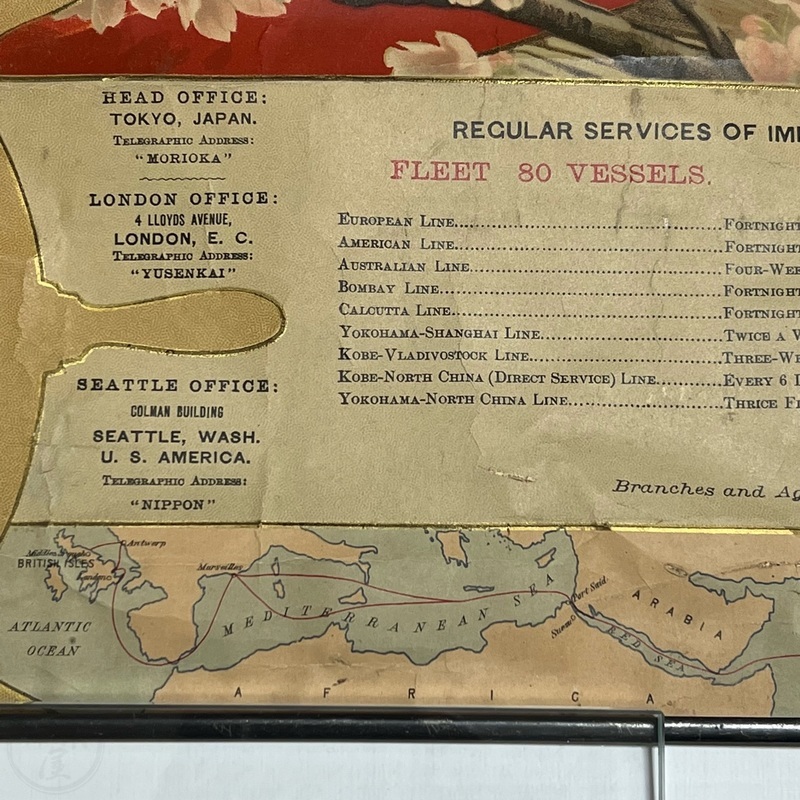 HEAD OFFICE:
TOKYO, JAPAN.
TELEGRAPHIC ADDRESS:
"MORIOKA"
LONDON OFFICE:
4 LLOYDS AVENUE,
LONDON, E. C.
TELEGRAPHIC ADDRESS:
"YUSENKAI"
SEATTLE OFFICE:
COLMAN BUILDING
SEATTLE, WASH.
U. S. AMERICA.
TELEGRAPHIC ADDRESS:
"NIPPON"
REGULAR SERVICES OF IM
FLEET 80 VESSELS.
EUROPEAN LINE..........FORTNIGHT
AMERICAN LINE..........FORTNIGHT
AUSTRALIAN LINE..........FOUR-WEE
BOMBAY LINE..........FORTNIGHT
CALCUTTA LINE..........FORTNIGHT
YOKOHAMA-SHANGHAI LINE..........TWICE A W
KOBE-VLADIVOSTOCK LINE..........THREE-WE
KOBE-NORTH CHINA (DIRECT SERVICE) LINE..........EVERY 6 D
YOKOHAMA-NORTH CHINA LINE..........THRICE F
Branches and Ag
Antwerp
BRITISH ISLES
London
Marseilles
ATLANTIC
OCEAN
MEDITERRANEAN SEA
Port Said
ARABIA
RED SEA
AFRICA